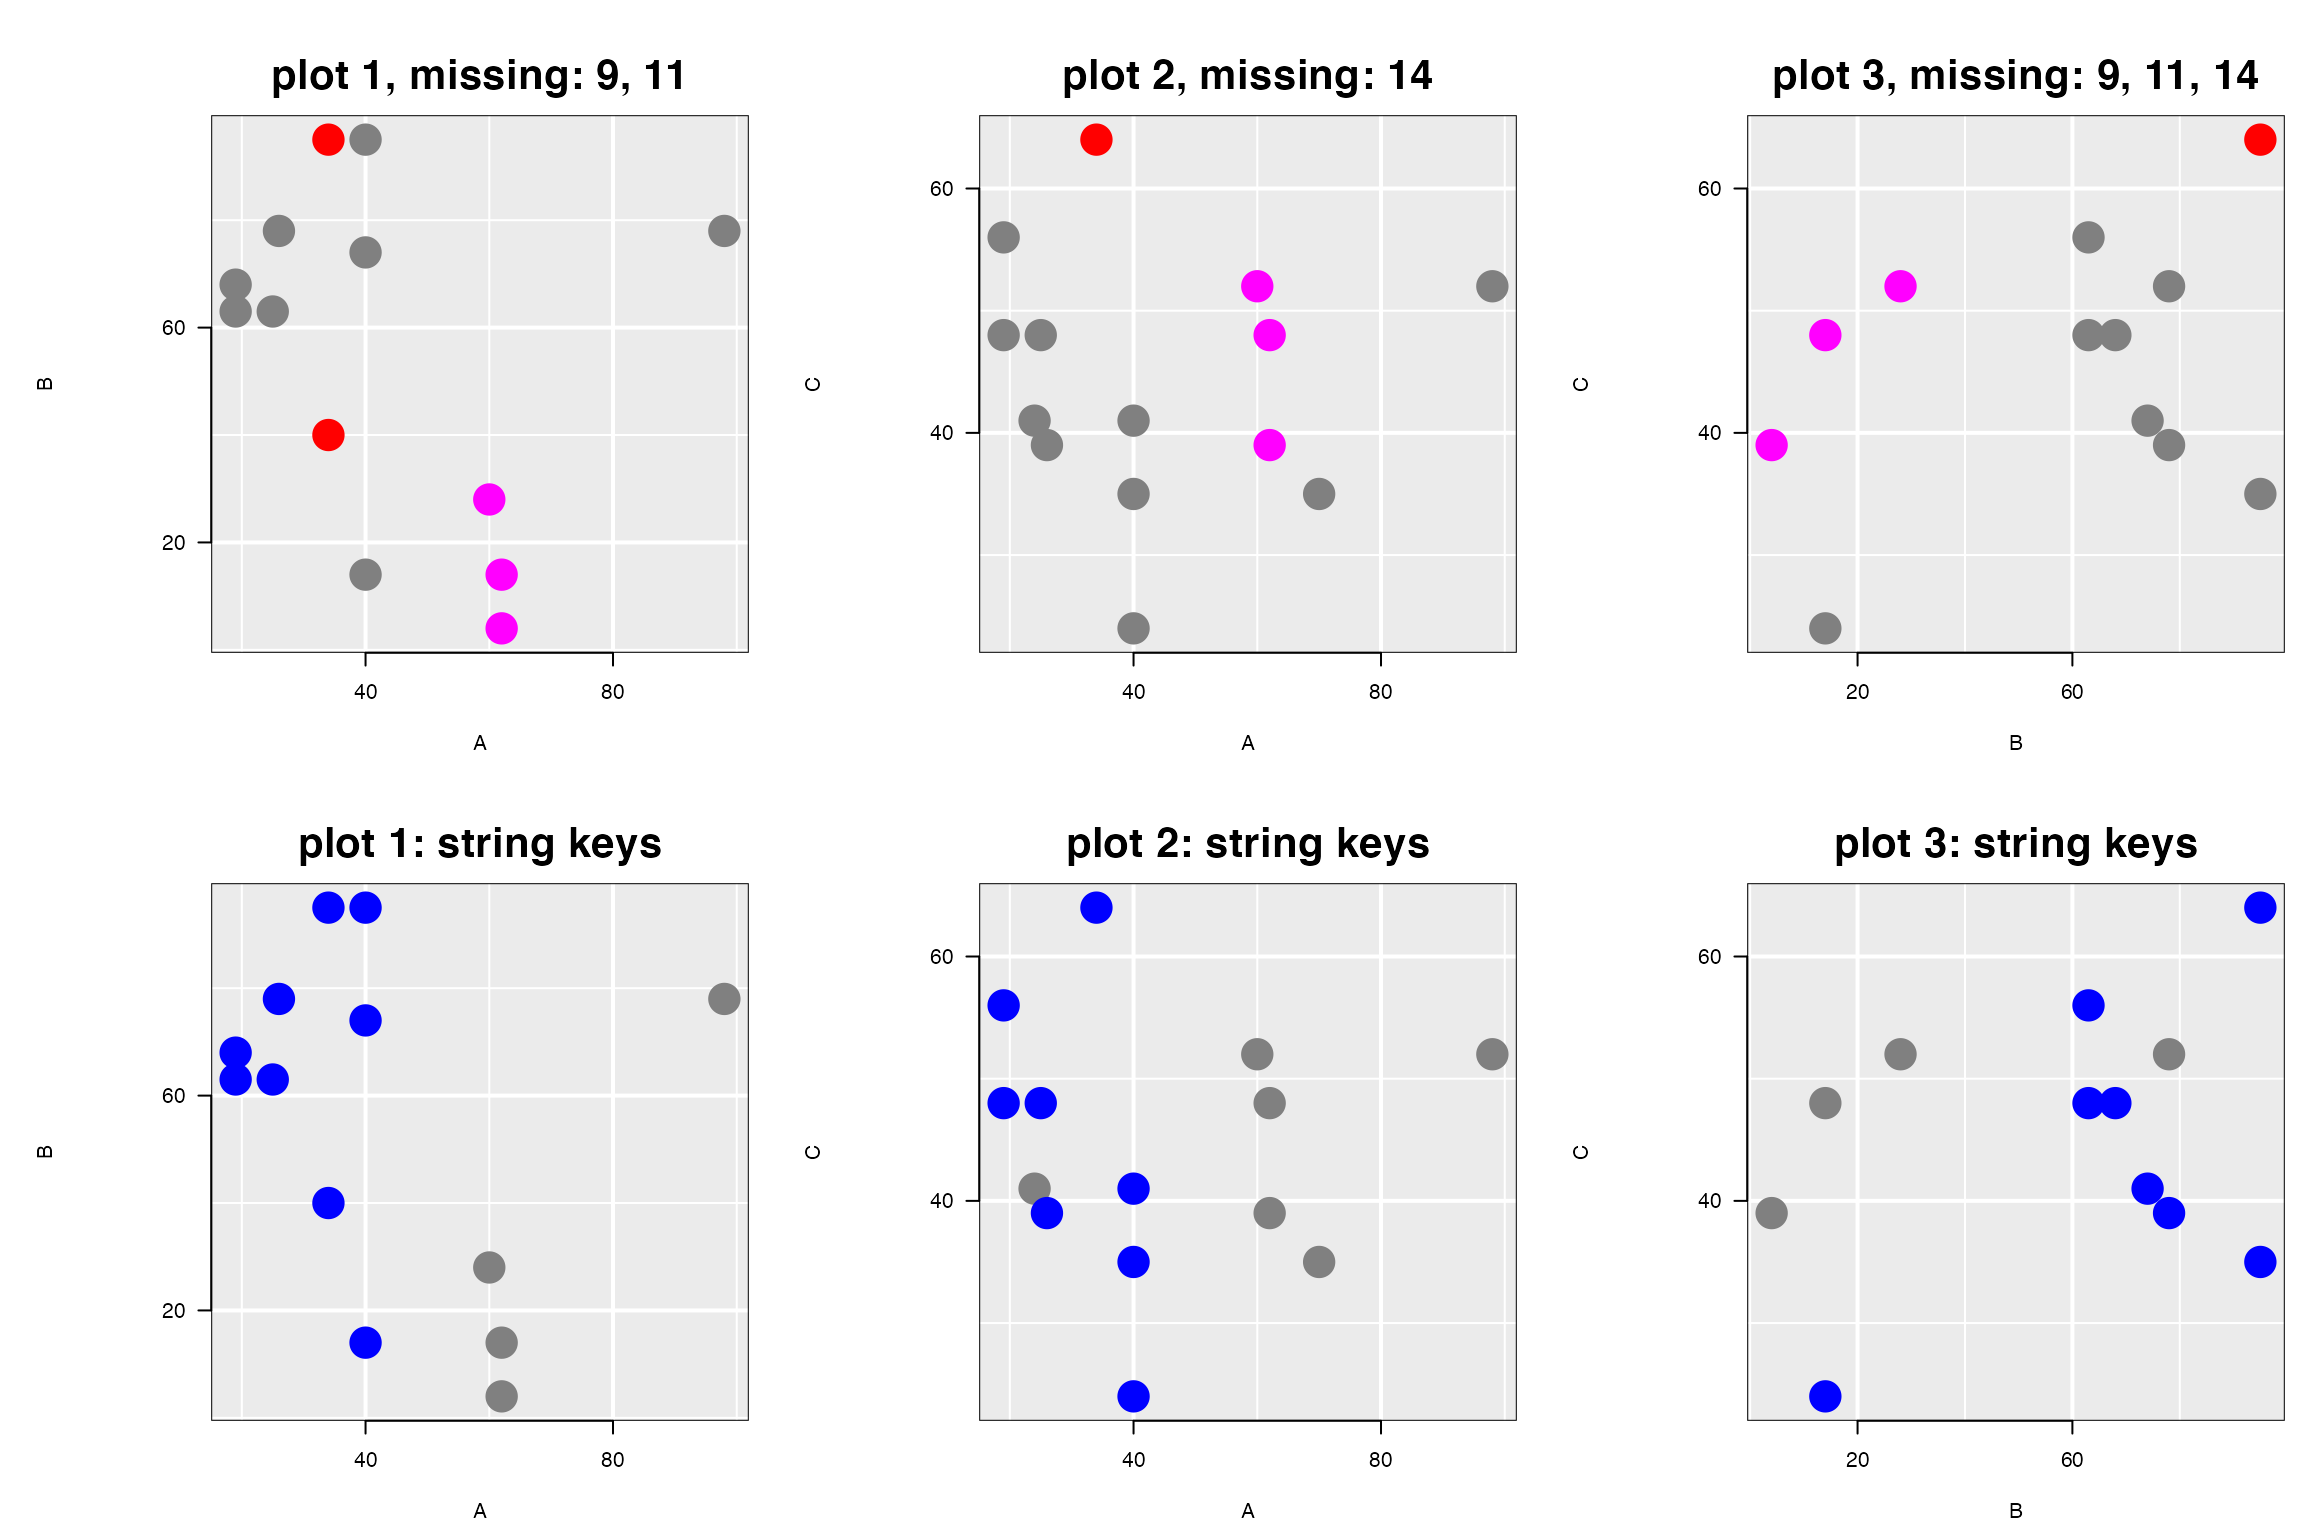 plot 1, missing: 9, 11
B
60
20
40 80
A
plot 2, missing: 14
C
60
40
40 80
A
plot 3, missing: 9, 11, 14
C
60
40
20 60
B
plot 1: string keys
B
60
20
40 80
A
plot 2: string keys
C
60
40
40 80
A
plot 3: string keys
C
60
40
20 60
B